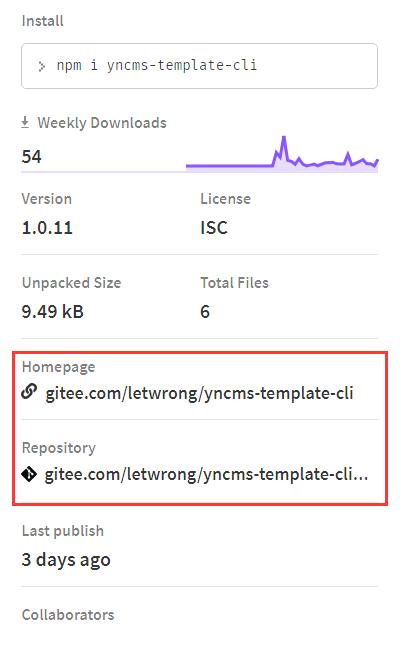 Install
> npm i yncms-template-cli
Weekly Downloads
54
Version License
1.0.11 ISC
Unpacked Size Total Files
9.49 kB 6
Homepage
gitee.com/letwrong/yncms-template-cli
Repository
gitee.com/letwrong/yncms-template-cli...
Last publish
3 days ago
Collaborators